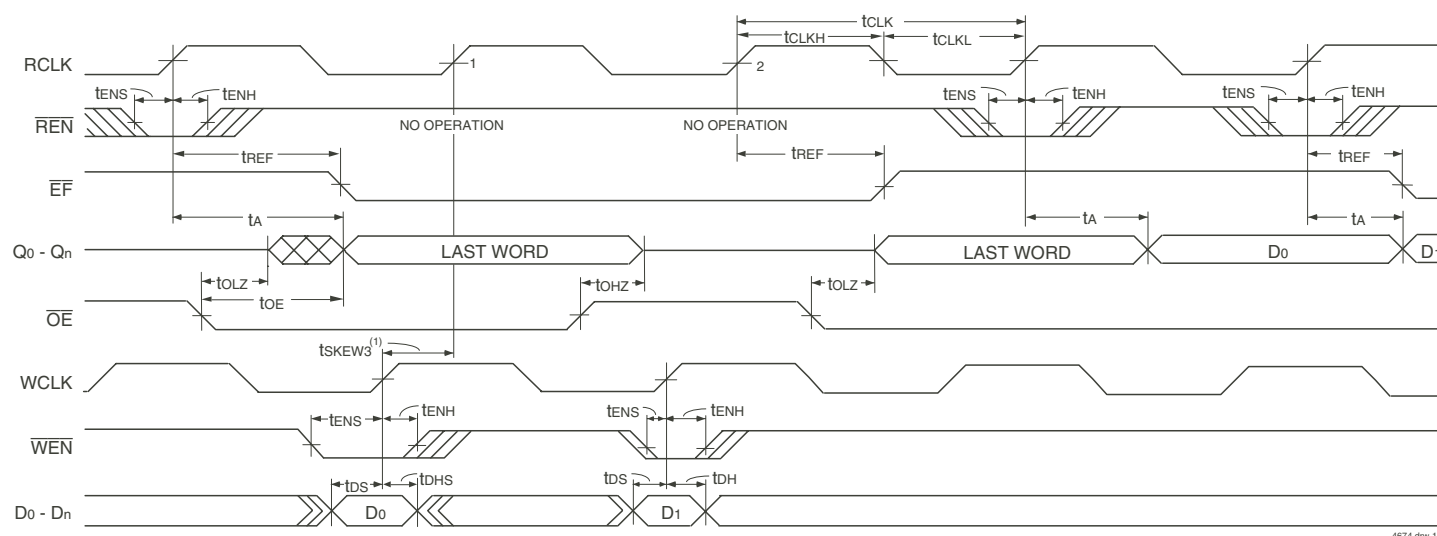 tCLK
tCLKH tCLKL
RCLK 1 2
tENS tENH tENS tENH tENS tENH
REN
NO OPERATION NO OPERATION
tREF tREF tREF
EF
tA tA tA
Q0 - Qn LAST WORD LAST WORD D0 D1
tOLZ tOHZ tOLZ
tOE
OE
tSKEW3(1)
WCLK
tENS tENH tENS tENH
WEN
tDS tDHS tDS tDH
D0 - Dn D0 D1